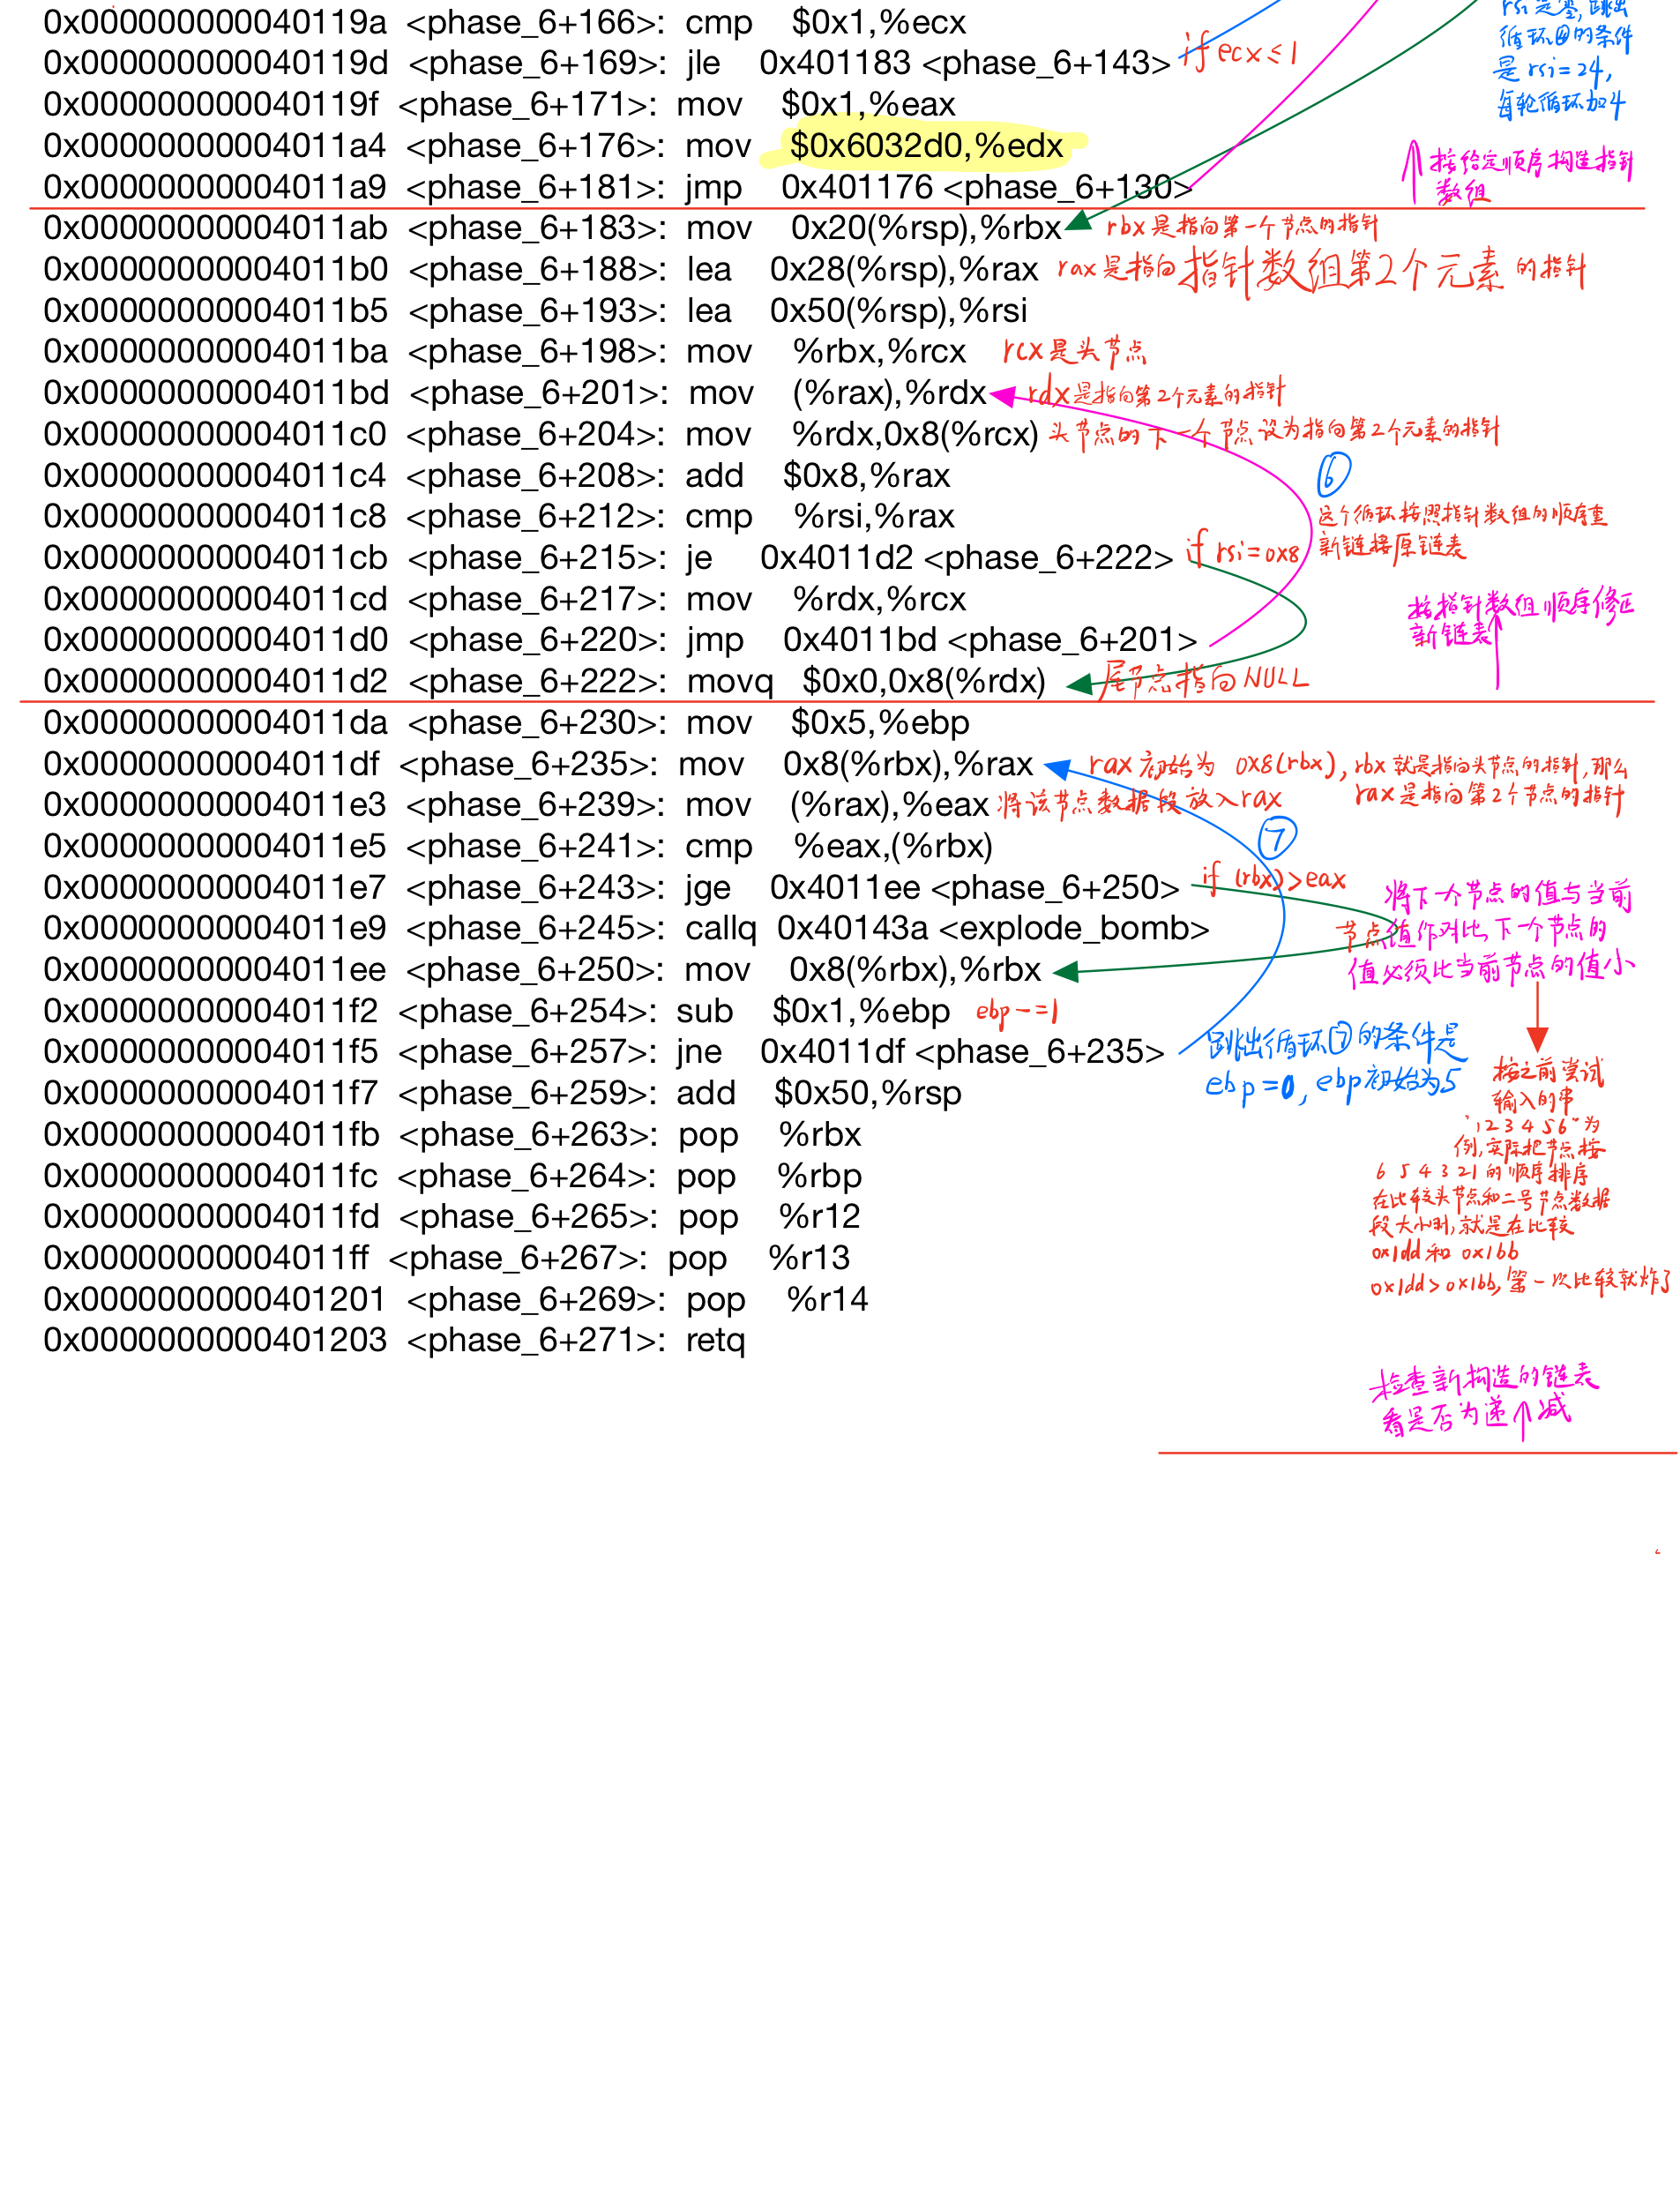 0x000000000040119a <phase_6+166>: cmp $0x1,%ecx
rsi是  , 跳出
循环④的条件
是 rsi=24,
每轮循环加4
0x000000000040119d <phase_6+169>: jle 0x401183 <phase_6+143> if ecx≤1
0x000000000040119f <phase_6+171>: mov $0x1,%eax
0x00000000004011a4 <phase_6+176>: mov $0x6032d0,%edx
0x00000000004011a9 <phase_6+181>: jmp 0x401176 <phase_6+130>
按给定顺序构造指针
数组
0x00000000004011ab <phase_6+183>: mov 0x20(%rsp),%rbx rbx是指向第一个节点的指针
0x00000000004011b0 <phase_6+188>: lea 0x28(%rsp),%rax rax是指向指针数组第2个元素的指针
0x00000000004011b5 <phase_6+193>: lea 0x50(%rsp),%rsi
0x00000000004011ba <phase_6+198>: mov %rbx,%rcx rcx是头节点
0x00000000004011bd <phase_6+201>: mov (%rax),%rdx rdx是指向第2个元素的指针
0x00000000004011c0 <phase_6+204>: mov %rdx,0x8(%rcx) 头节点的下一个节点设为指向第2个元素的指针
0x00000000004011c4 <phase_6+208>: add $0x8,%rax
⑥
0x00000000004011c8 <phase_6+212>: cmp %rsi,%rax
这个循环按照指针数组的顺序重
新链接原链表
0x00000000004011cb <phase_6+215>: je 0x4011d2 <phase_6+222> if rsi=0x8
0x00000000004011cd <phase_6+217>: mov %rdx,%rcx
按指针数组顺序修正
新链表
0x00000000004011d0 <phase_6+220>: jmp 0x4011bd <phase_6+201>
0x00000000004011d2 <phase_6+222>: movq $0x0,0x8(%rdx) 尾节点指向NULL
0x00000000004011da <phase_6+230>: mov $0x5,%ebp
0x00000000004011df <phase_6+235>: mov 0x8(%rbx),%rax rax初始为 0x8(rbx), rbx就是指向头节点的指针,那么
rax是指向第2个节点的指针
0x00000000004011e3 <phase_6+239>: mov (%rax),%eax 将该节点数据段放入rax
⑦
0x00000000004011e5 <phase_6+241>: cmp %eax,(%rbx)
0x00000000004011e7 <phase_6+243>: jge 0x4011ee <phase_6+250> if (rbx)>eax
将下一个节点的值与当前
节点值作对比,下一个节点的
值必须比当前节点的值小
0x00000000004011e9 <phase_6+245>: callq 0x40143a <explode_bomb>
0x00000000004011ee <phase_6+250>: mov 0x8(%rbx),%rbx
0x00000000004011f2 <phase_6+254>: sub $0x1,%ebp ebp-=1
0x00000000004011f5 <phase_6+257>: jne 0x4011df <phase_6+235>
跳出循环⑦的条件是
ebp=0, ebp初始为5
0x00000000004011f7 <phase_6+259>: add $0x50,%rsp
0x00000000004011fb <phase_6+263>: pop %rbx
0x00000000004011fc <phase_6+264>: pop %rbp
0x00000000004011fd <phase_6+265>: pop %r12
0x00000000004011ff <phase_6+267>: pop %r13
0x0000000000401201 <phase_6+269>: pop %r14
0x0000000000401203 <phase_6+271>: retq
按之前尝试
输入的串
"123456"为
例,实际把节点按
6 5 4 3 2 1 的顺序排序
在比较头节点和二号节点数据
段大小时,就是在比较
0x1dd和 0x1bb
0x1dd>0x1bb,第一次比较就炸了
检查新构造的链表
看是否为递减